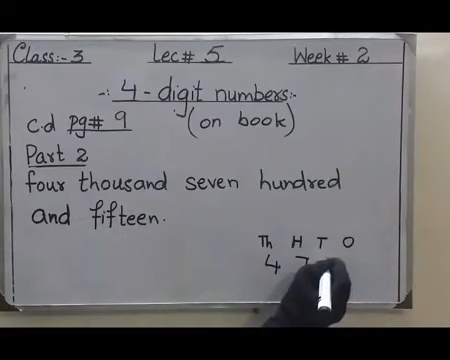 Class:- 3 Lec# 5 Week # 2
-: 4-digit numbers:-
c.d pg# 9 (on book)
Part 2
four thousand seven hundred
and fifteen.
Th H T O
4 7